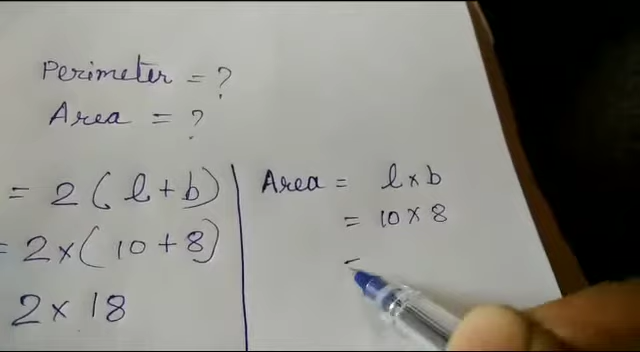 Perimeter = ?
Area = ?
= 2 ( l + b )
= 2 × ( 10 + 8 )
2 × 18
Area = l × b
= 10 × 8
=